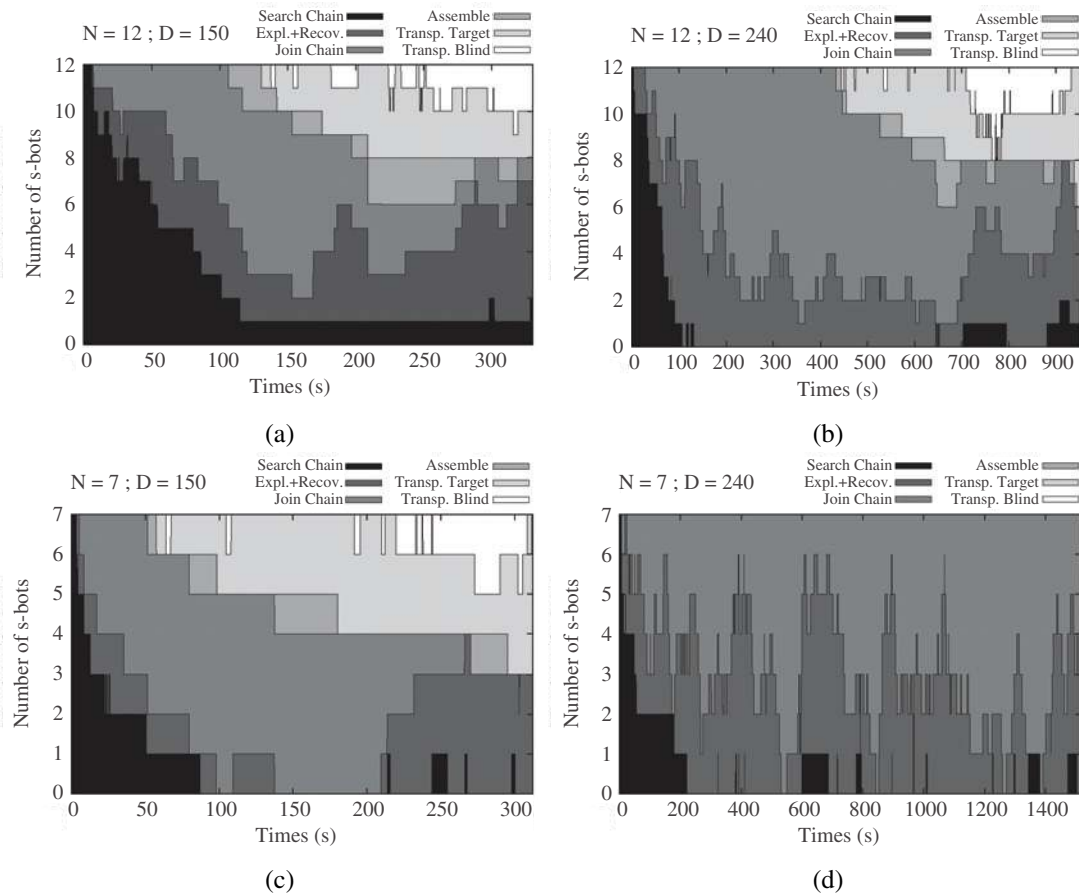 N = 12 ; D = 150
Search Chain Assemble
Expl.+Recov. Transp. Target
Join Chain Transp. Blind
Number of s-bots
12
10
8
6
4
2
0
0 50 100 150 200 250 300
Times (s)
(a)
N = 12 ; D = 240
Search Chain Assemble
Expl.+Recov. Transp. Target
Join Chain Transp. Blind
Number of s-bots
12
10
8
6
4
2
0
0 100 200 300 400 500 600 700 800 900
Times (s)
(b)
N = 7 ; D = 150
Search Chain Assemble
Expl.+Recov. Transp. Target
Join Chain Transp. Blind
Number of s-bots
7
6
5
4
3
2
1
0
0 50 100 150 200 250 300
Times (s)
(c)
N = 7 ; D = 240
Search Chain Assemble
Expl.+Recov. Transp. Target
Join Chain Transp. Blind
Number of s-bots
7
6
5
4
3
2
1
0
0 200 400 600 800 1000 1200 1400
Times (s)
(d)